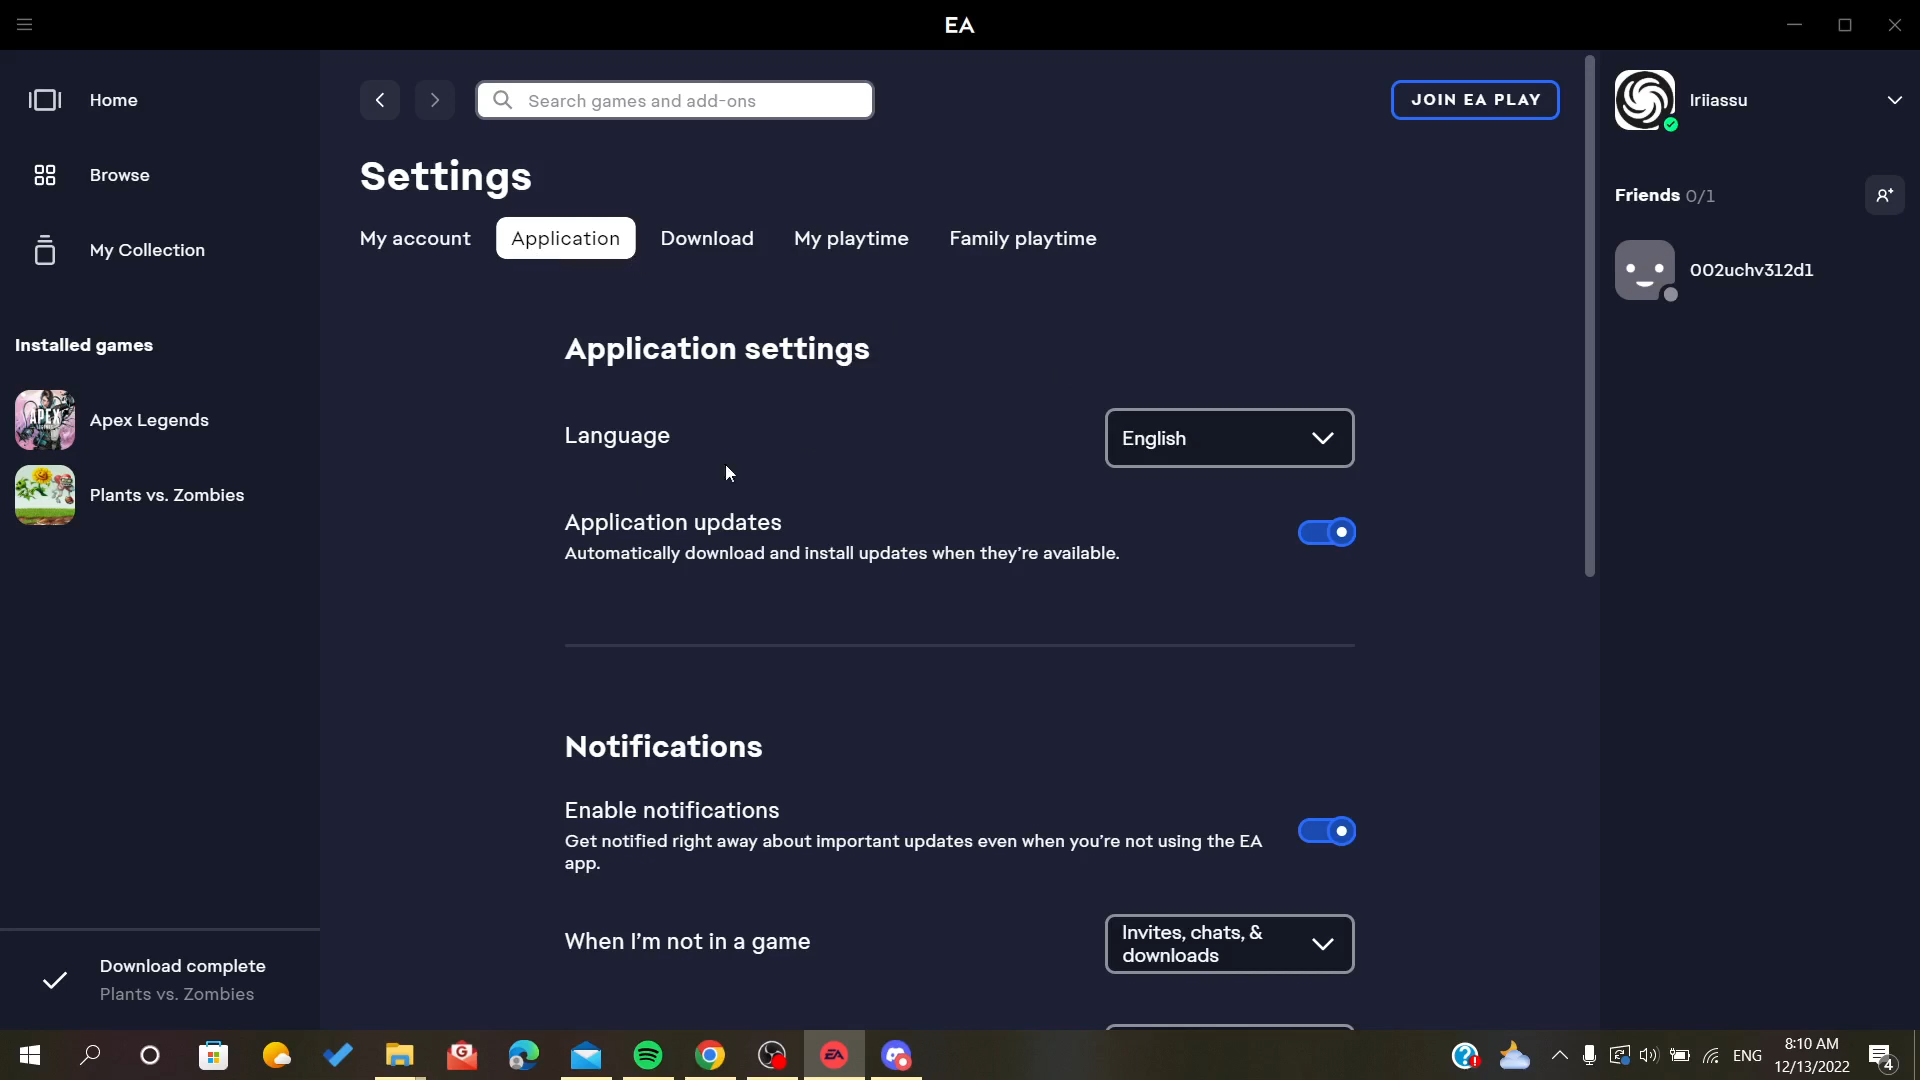 EA
Home
Browse
My Collection
Installed games
APEX
Apex Legends
Plants vs. Zombies
Download complete
Plants vs. Zombies
Search games and add-ons
JOIN EA PLAY
Settings
My account
Application
Download
My playtime
Family playtime
Application settings
Language
English
Application updates
Automatically download and install updates when they’re available.
Notifications
Enable notifications
Get notified right away about important updates even when you’re not using the EA
app.
When I’m not in a game
Invites, chats, &
downloads
Iriiassu
Friends 0/1
002uchv312d1
G
EA
ENG
8:10 AM
12/13/2022
4